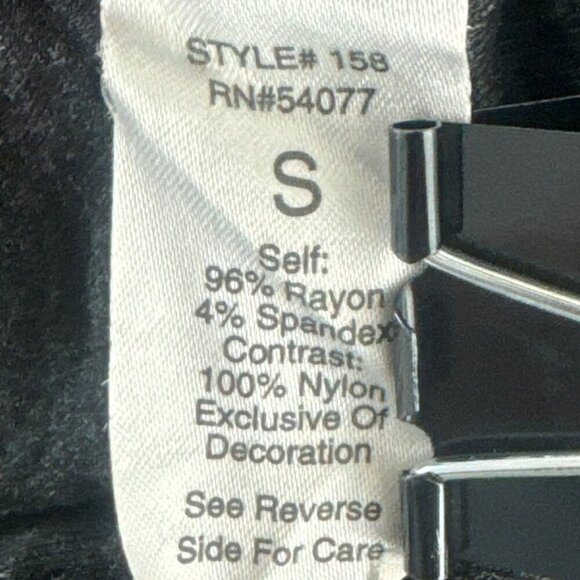 STYLE# 158
RN#54077
S
Self:
96% Rayon
4% Spandex
Contrast:
100% Nylon
Exclusive Of
Decoration
See Reverse
Side For Care